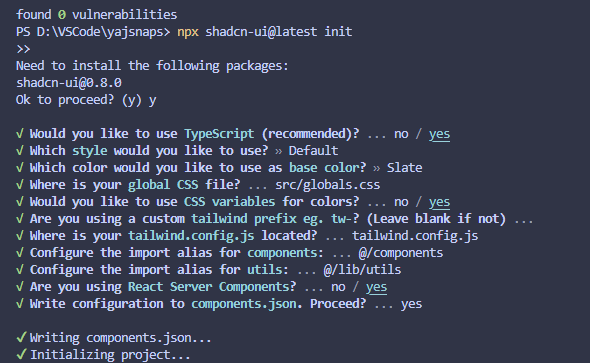 found 0 vulnerabilities
PS D:\VSCode\yajsnaps> npx shadcn-ui@latest init
>>
Need to install the following packages:
shadcn-ui@0.8.0
Ok to proceed? (y) y
√ Would you like to use TypeScript (recommended)? ... no / yes
√ Which style would you like to use? » Default
√ Which color would you like to use as base color? » Slate
√ Where is your global CSS file? ... src/globals.css
√ Would you like to use CSS variables for colors? ... no / yes
√ Are you using a custom tailwind prefix eg. tw-? (Leave blank if not) ...
√ Where is your tailwind.config.js located? ... tailwind.config.js
√ Configure the import alias for components: ... @/components
√ Configure the import alias for utils: ... @/lib/utils
√ Are you using React Server Components? ... no / yes
√ Write configuration to components.json. Proceed? ... yes
✔ Writing components.json...
✔ Initializing project...